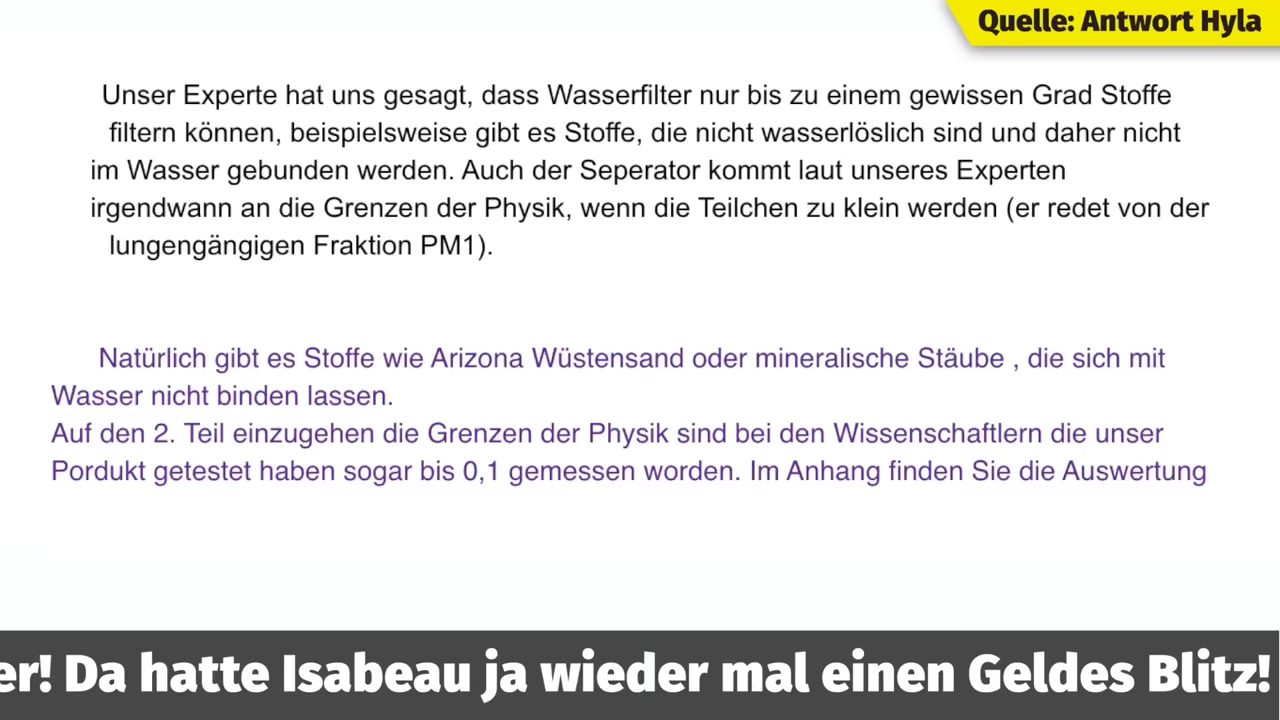 Quelle: Antwort Hyla
Unser Experte hat uns gesagt, dass Wasserfilter nur bis zu einem gewissen Grad Stoffe
filtern können, beispielsweise gibt es Stoffe, die nicht wasserlöslich sind und daher nicht
im Wasser gebunden werden. Auch der Seperator kommt laut unseres Experten
irgendwann an die Grenzen der Physik, wenn die Teilchen zu klein werden (er redet von der
lungengängigen Fraktion PM1).
Natürlich gibt es Stoffe wie Arizona Wüstensand oder mineralische Stäube , die sich mit
Wasser nicht binden lassen.
Auf den 2. Teil einzugehen die Grenzen der Physik sind bei den Wissenschaftlern die unser
Pordukt getestet haben sogar bis 0,1 gemessen worden. Im Anhang finden Sie die Auswertung
er! Da hatte Isabeau ja wieder mal einen Geldes Blitz!